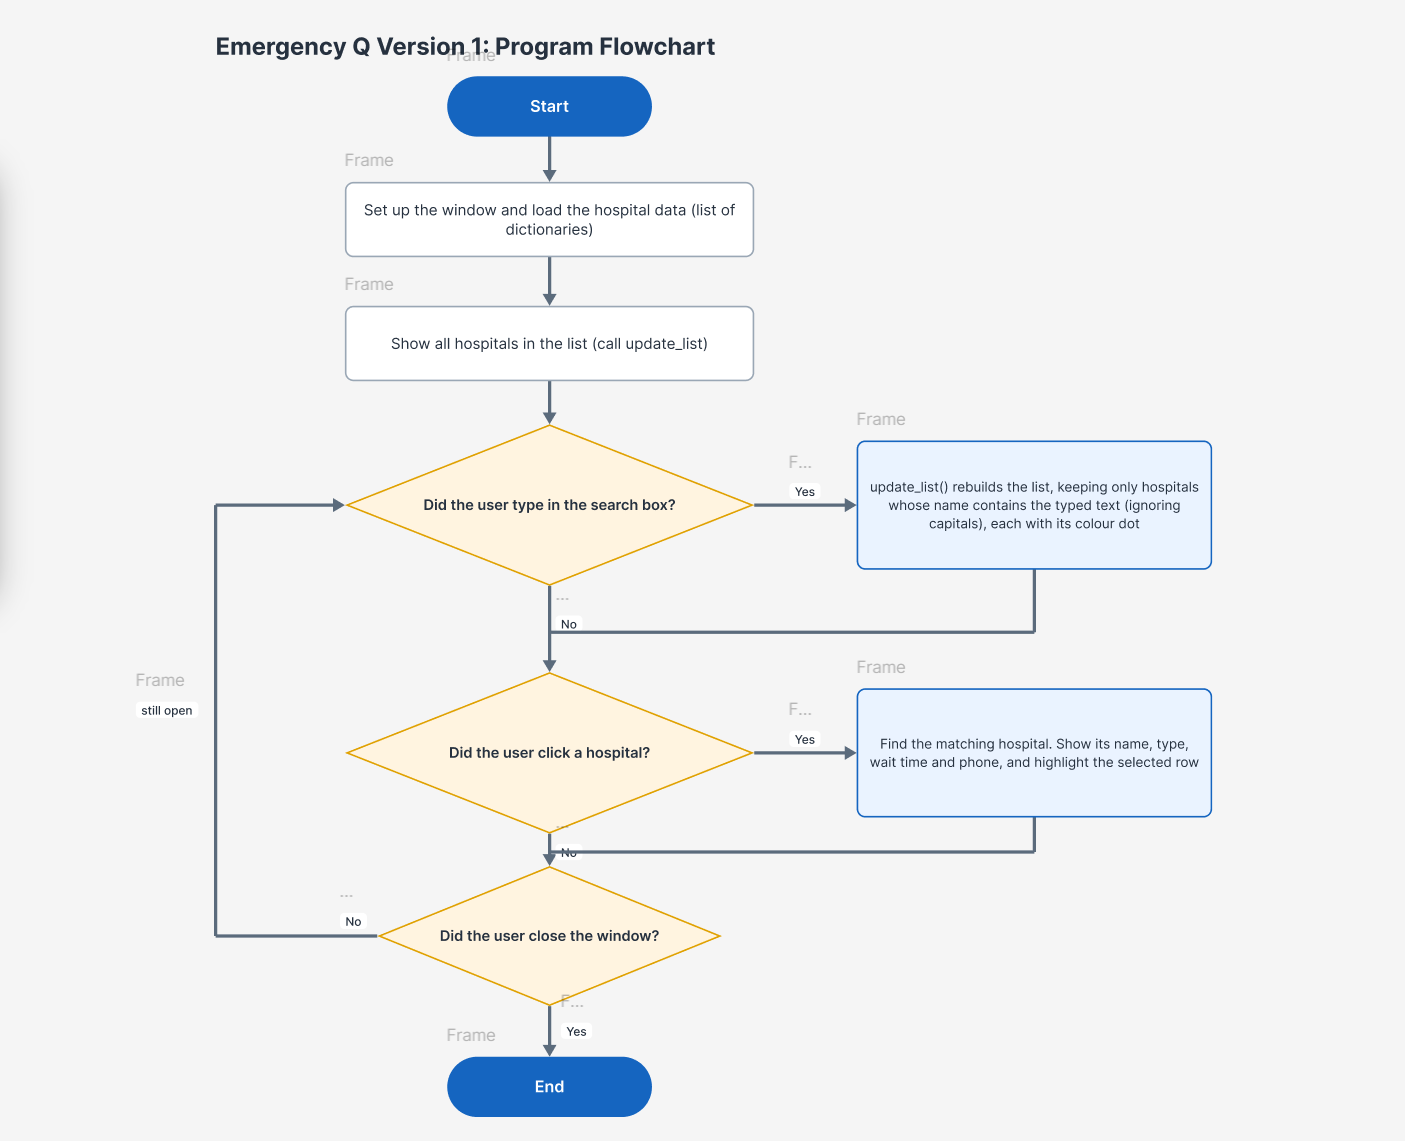 Emergency Q Version 1: Program Flowchart
Frame
Start
Frame
Set up the window and load the hospital data (list of
dictionaries)
Frame
Show all hospitals in the list (call update_list)
Did the user type in the search box?
F...
Yes
Frame
update_list() rebuilds the list, keeping only hospitals
whose name contains the typed text (ignoring
capitals), each with its colour dot
...
No
Frame
still open
Did the user click a hospital?
F...
Yes
Frame
Find the matching hospital. Show its name, type,
wait time and phone, and highlight the selected row
...
No
...
No
Did the user close the window?
F...
Yes
Frame
End